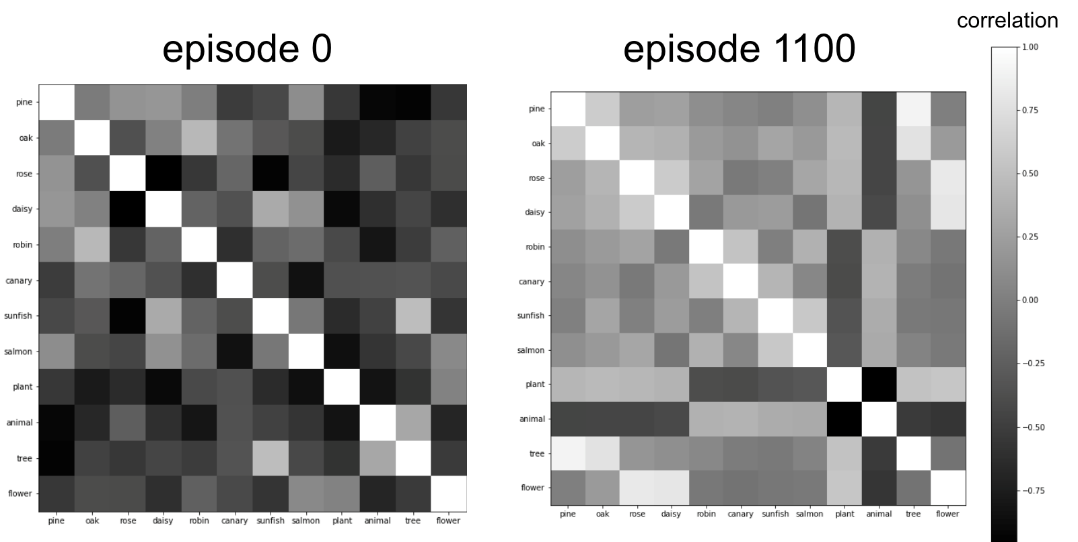 correlation
episode 0
episode 1100
pine
oak
rose
daisy
robin
canary
sunfish
salmon
plant
animal
tree
flower
pine oak rose daisy robin canary sunfish salmon plant animal tree flower
pine
oak
rose
daisy
robin
canary
sunfish
salmon
plant
animal
tree
flower
pine oak rose daisy robin canary sunfish salmon plant animal tree flower
1.00
0.75
0.50
0.25
0.00
−0.25
−0.50
−0.75